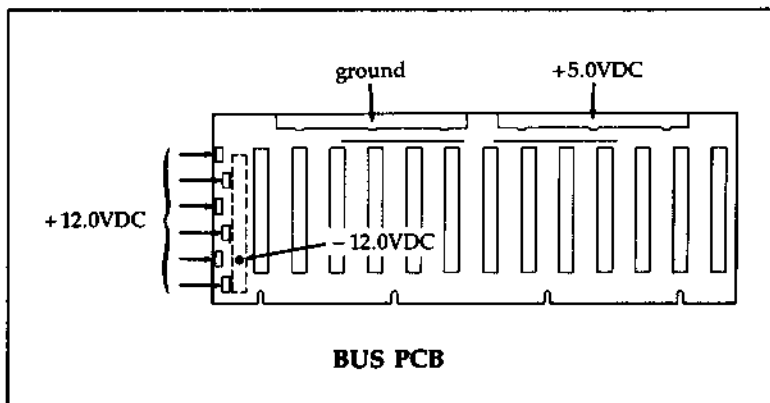 ground
+5.0VDC
+12.0VDC
−12.0VDC
BUS PCB